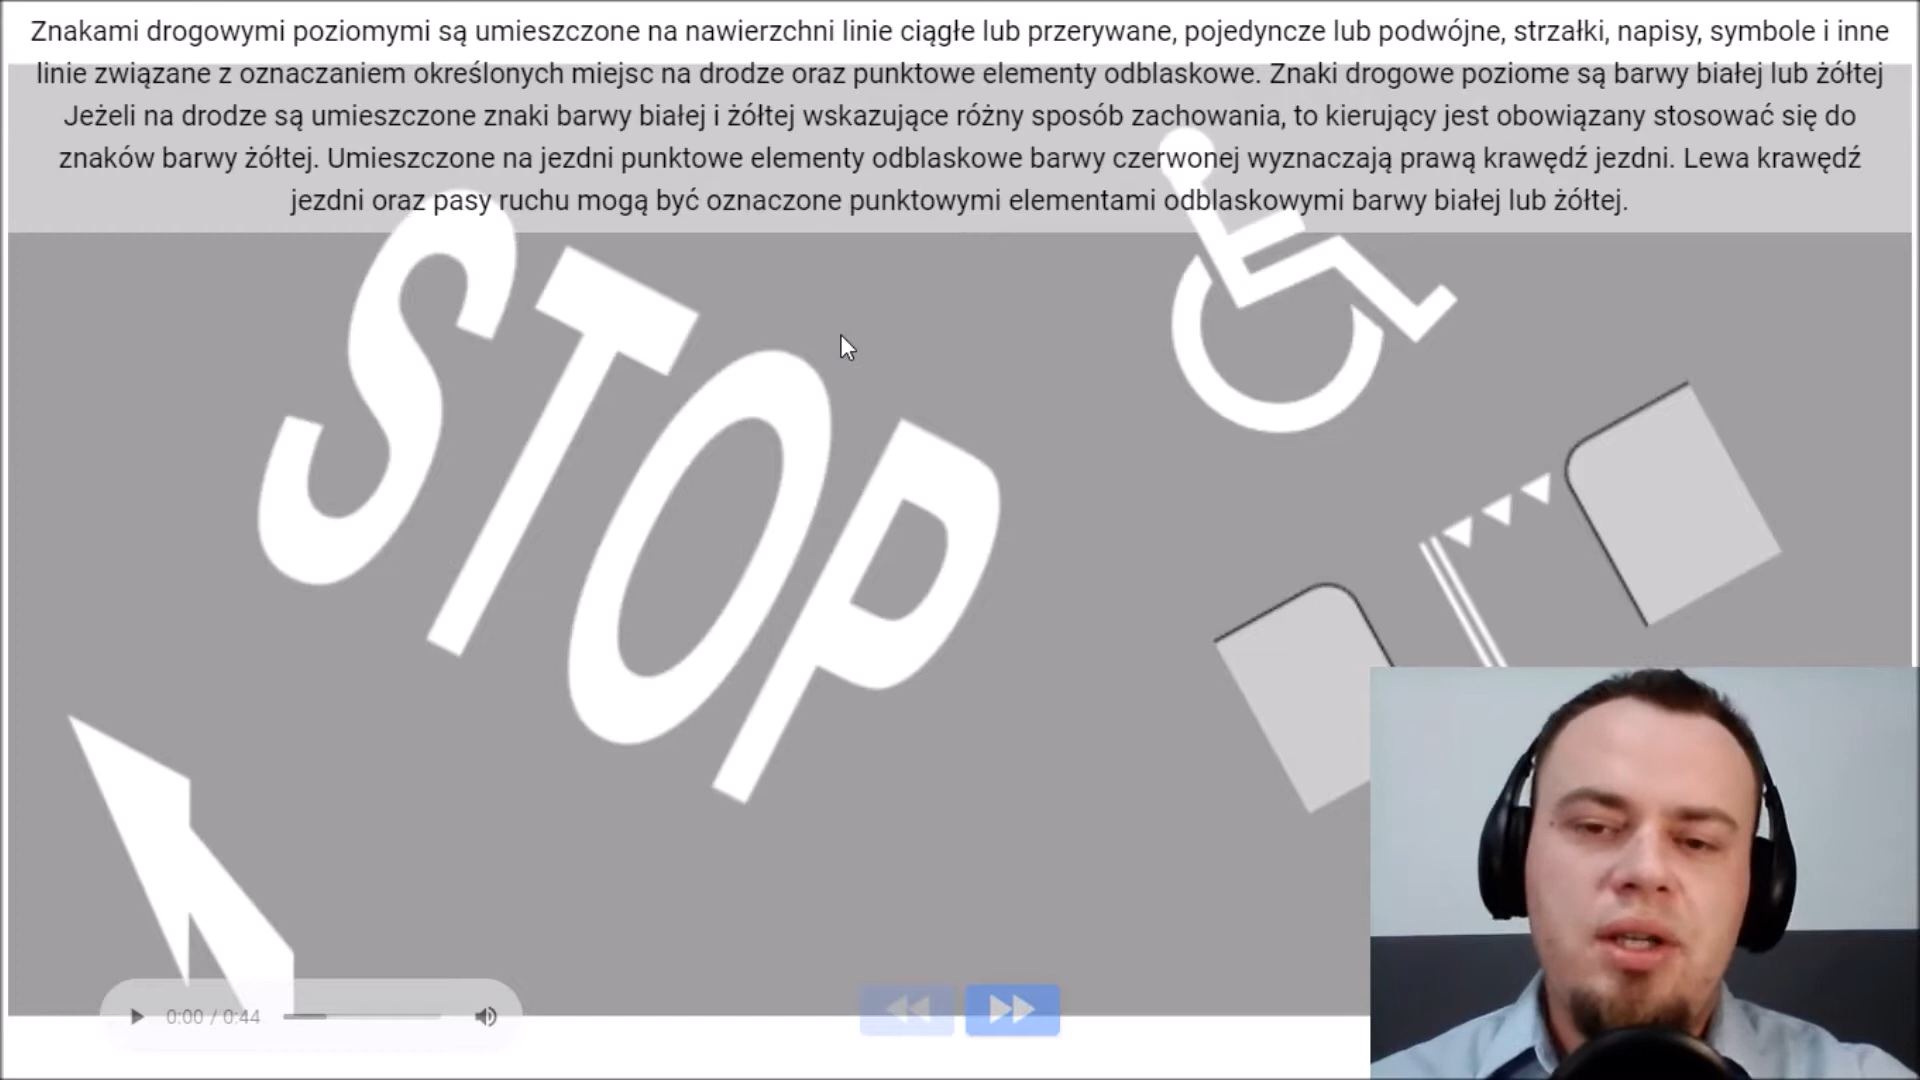 Znakami drogowymi poziomymi są umieszczone na nawierzchni linie ciągłe lub przerywane, pojedyncze lub podwójne, strzałki, napisy, symbole i inne
linie związane z oznaczaniem określonych miejsc na drodze oraz punktowe elementy odblaskowe. Znaki drogowe poziome są barwy białej lub żółtej
Jeżeli na drodze są umieszczone znaki barwy białej i żółtej wskazujące różny sposób zachowania, to kierujący jest obowiązany stosować się do
znaków barwy żółtej. Umieszczone na jezdni punktowe elementy odblaskowe barwy czerwonej wyznaczają prawą krawędź jezdni. Lewa krawędź
jezdni oraz pasy ruchu mogą być oznaczone punktowymi elementami odblaskowymi barwy białej lub żółtej.
STOP
0:00 / 0:44